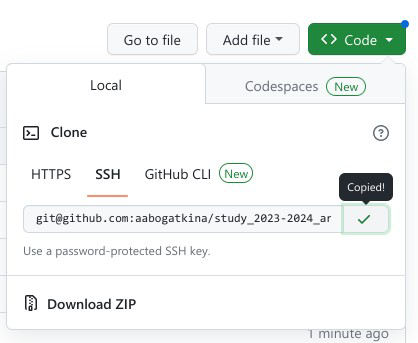 Go to file Add file Code
Local Codespaces New
Clone
HTTPS SSH GitHub CLI New
Copied!
git@github.com:aabogatkina/study_2023-2024_ar
Use a password-protected SSH key.
Download ZIP
1 minute ago